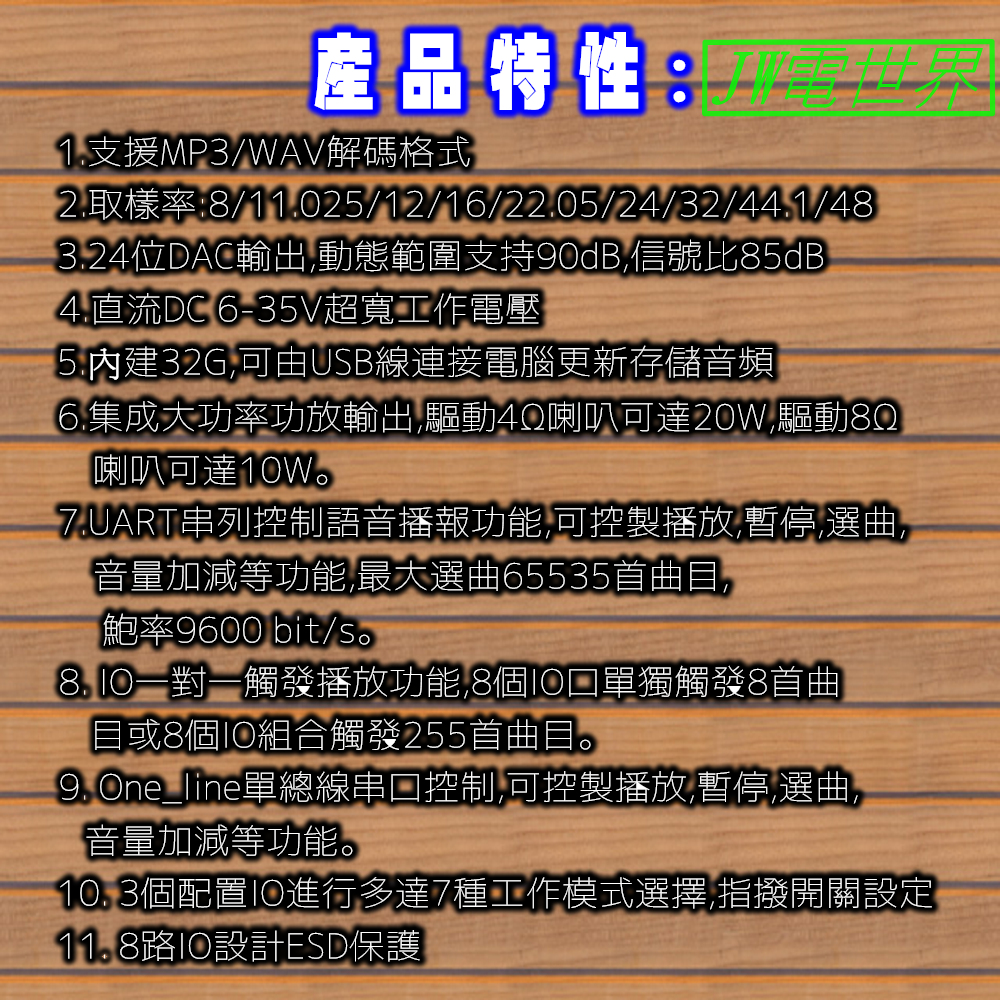 產品特性: JW電世界
1.支援MP3/WAV解碼格式
2.取樣率:8/11.025/12/16/22.05/24/32/44.1/48
3.24位DAC輸出,動態範圍支持90dB,信號比85dB
4.直流DC 6-35V超寬工作電壓
5.內建32G,可由USB線連接電腦更新存儲音頻
6.集成大功率功放輸出,驅動4Ω喇叭可達20W,驅動8Ω
喇叭可達10W。
7.UART串列控制語音播報功能,可控製播放,暫停,選曲,
音量加減等功能,最大選曲65535首曲目,
鮑率9600 bit/s。
8. IO一對一觸發播放功能,8個IO口單獨觸發8首曲
目或8個IO組合觸發255首曲目。
9. One_line單總線串口控制,可控製播放,暫停,選曲,
音量加減等功能。
10. 3個配置IO進行多達7種工作模式選擇,指撥開關設定
11. 8路IO設計ESD保護